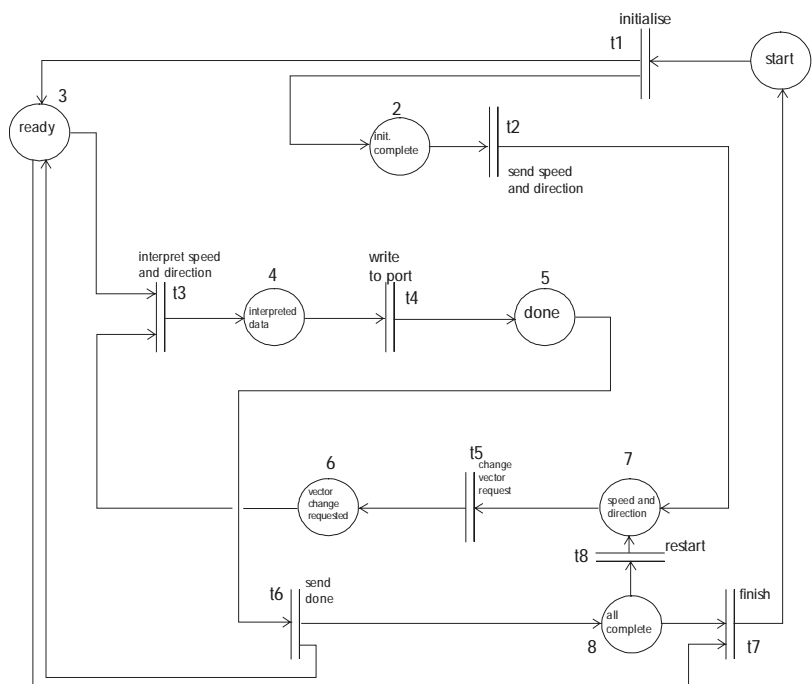 initialise
t1
start
3
ready
2
init.
complete
t2
send speed
and direction
interpret speed
and direction
t3
4
interpreted
data
write
to port
t4
5
done
6
vector
change
requested
t5
change
vector
request
7
speed and
direction
t8
restart
t6
send
done
all
complete
8
finish
t7